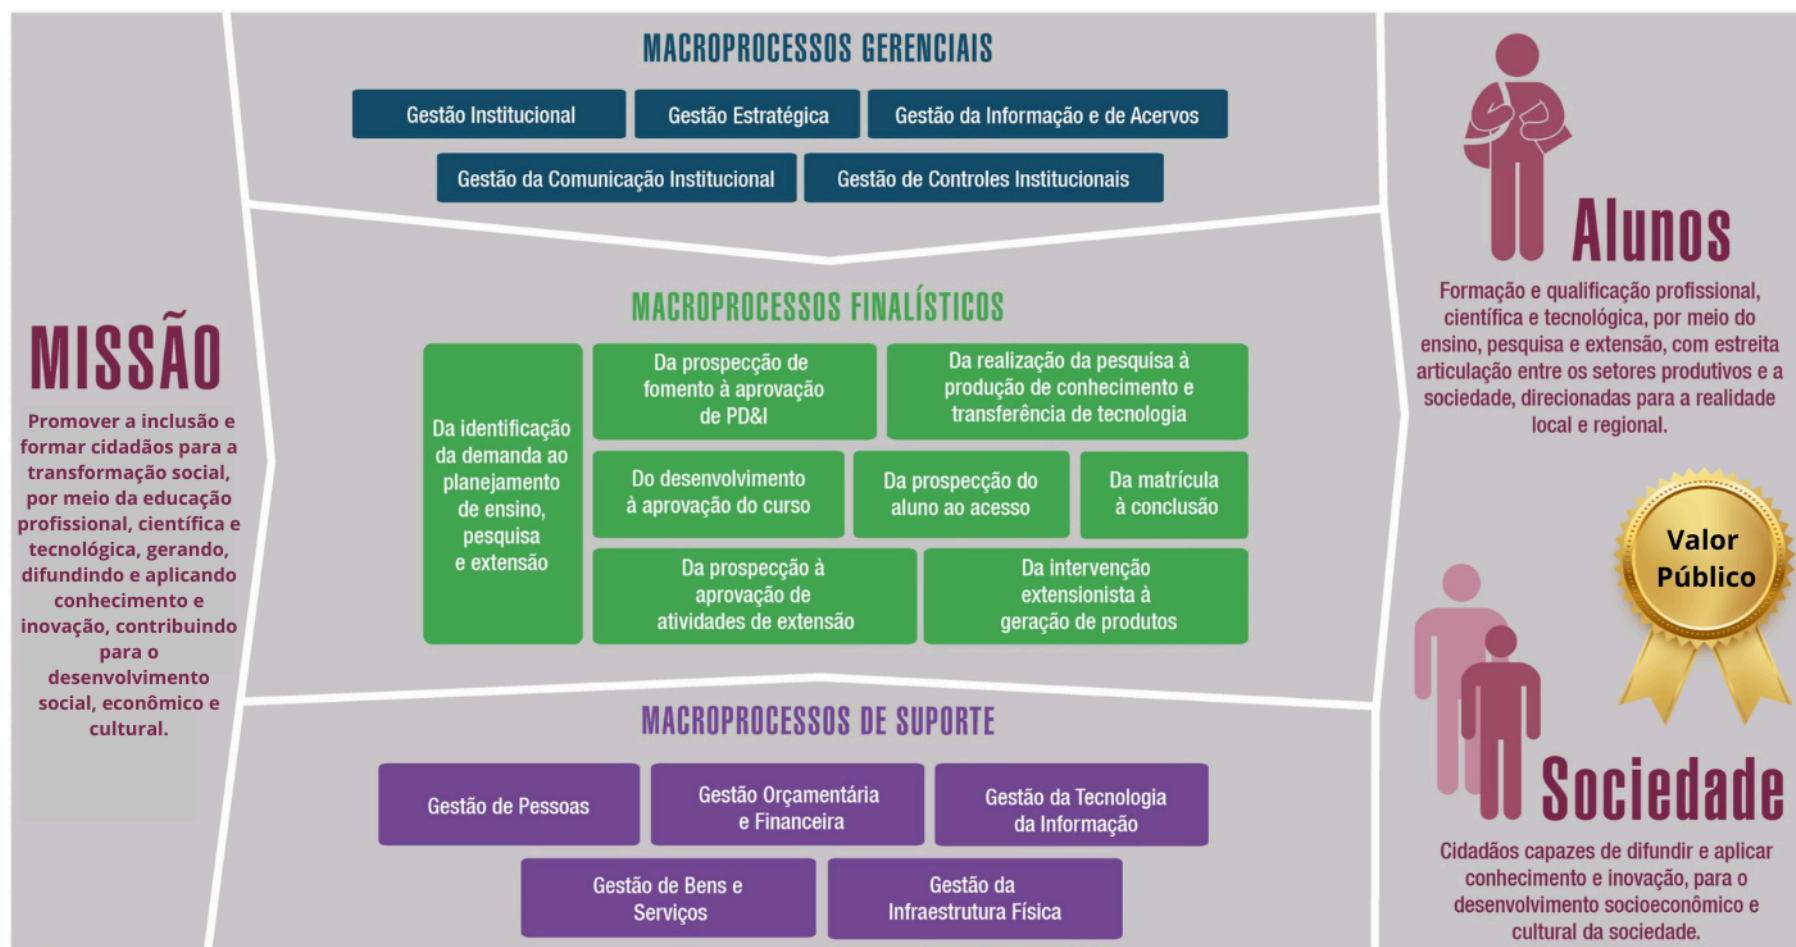 MISSÃO
Promover a inclusão e
formar cidadãos para a
transformação social,
por meio da educação
profissional, científica e
tecnológica, gerando,
difundindo e aplicando
conhecimento e
inovação, contribuindo
para o
desenvolvimento
social, econômico e
cultural.
MACROPROCESSOS GERENCIAIS
Gestão Institucional
Gestão Estratégica
Gestão da Informação e de Acervos
Gestão da Comunicação Institucional
Gestão de Controles Institucionais
MACROPROCESSOS FINALÍSTICOS
Da identificação
da demanda ao
planejamento
de ensino,
pesquisa
e extensão
Da prospecção de
fomento à aprovação
de PD&I
Da realização da pesquisa à
produção de conhecimento e
transferência de tecnologia
Do desenvolvimento
à aprovação do curso
Da prospecção do
aluno ao acesso
Da matrícula
à conclusão
Da prospecção à
aprovação de
atividades de extensão
Da intervenção
extensionista à
geração de produtos
MACROPROCESSOS DE SUPORTE
Gestão de Pessoas
Gestão Orçamentária
e Financeira
Gestão da Tecnologia
da Informação
Gestão de Bens e
Serviços
Gestão da
Infraestrutura Física
Alunos
Formação e qualificação profissional,
científica e tecnológica, por meio do
ensino, pesquisa e extensão, com estreita
articulação entre os setores produtivos e a
sociedade, direcionadas para a realidade
local e regional.
Valor
Público
Sociedade
Cidadãos capazes de difundir e aplicar
conhecimento e inovação, para o
desenvolvimento socioeconômico e
cultural da sociedade.